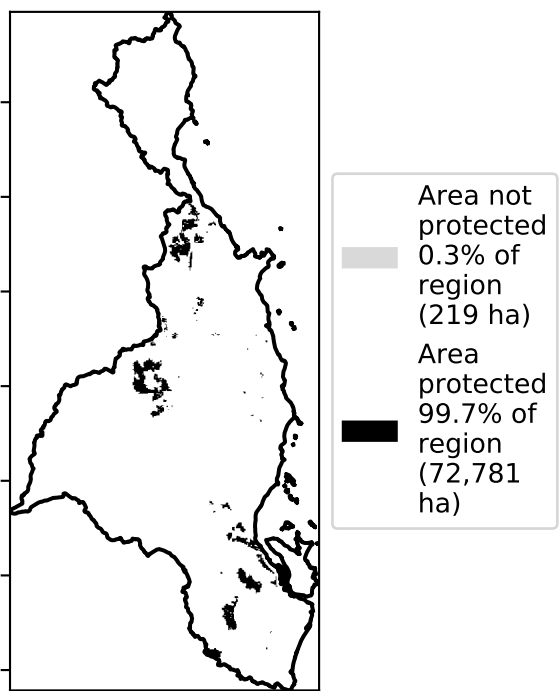 Area not
protected
0.3% of
region
(219 ha)
Area
protected
99.7% of
region
(72,781
ha)